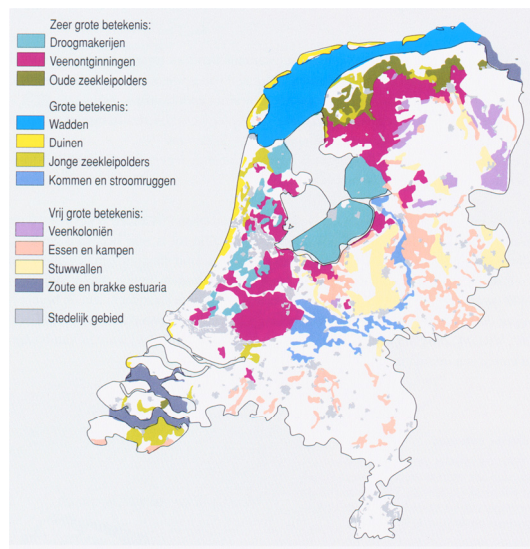 Zeer grote betekenis:
Droogmakerijen
Veenontginningen
Oude zeekleipolders
Grote betekenis:
Wadden
Duinen
Jonge zeekleipolders
Kommen en stroomruggen
Vrij grote betekenis:
Veenkoloniën
Essen en kampen
Stuwwallen
Zoute en brakke estuaria
Stedelijk gebied